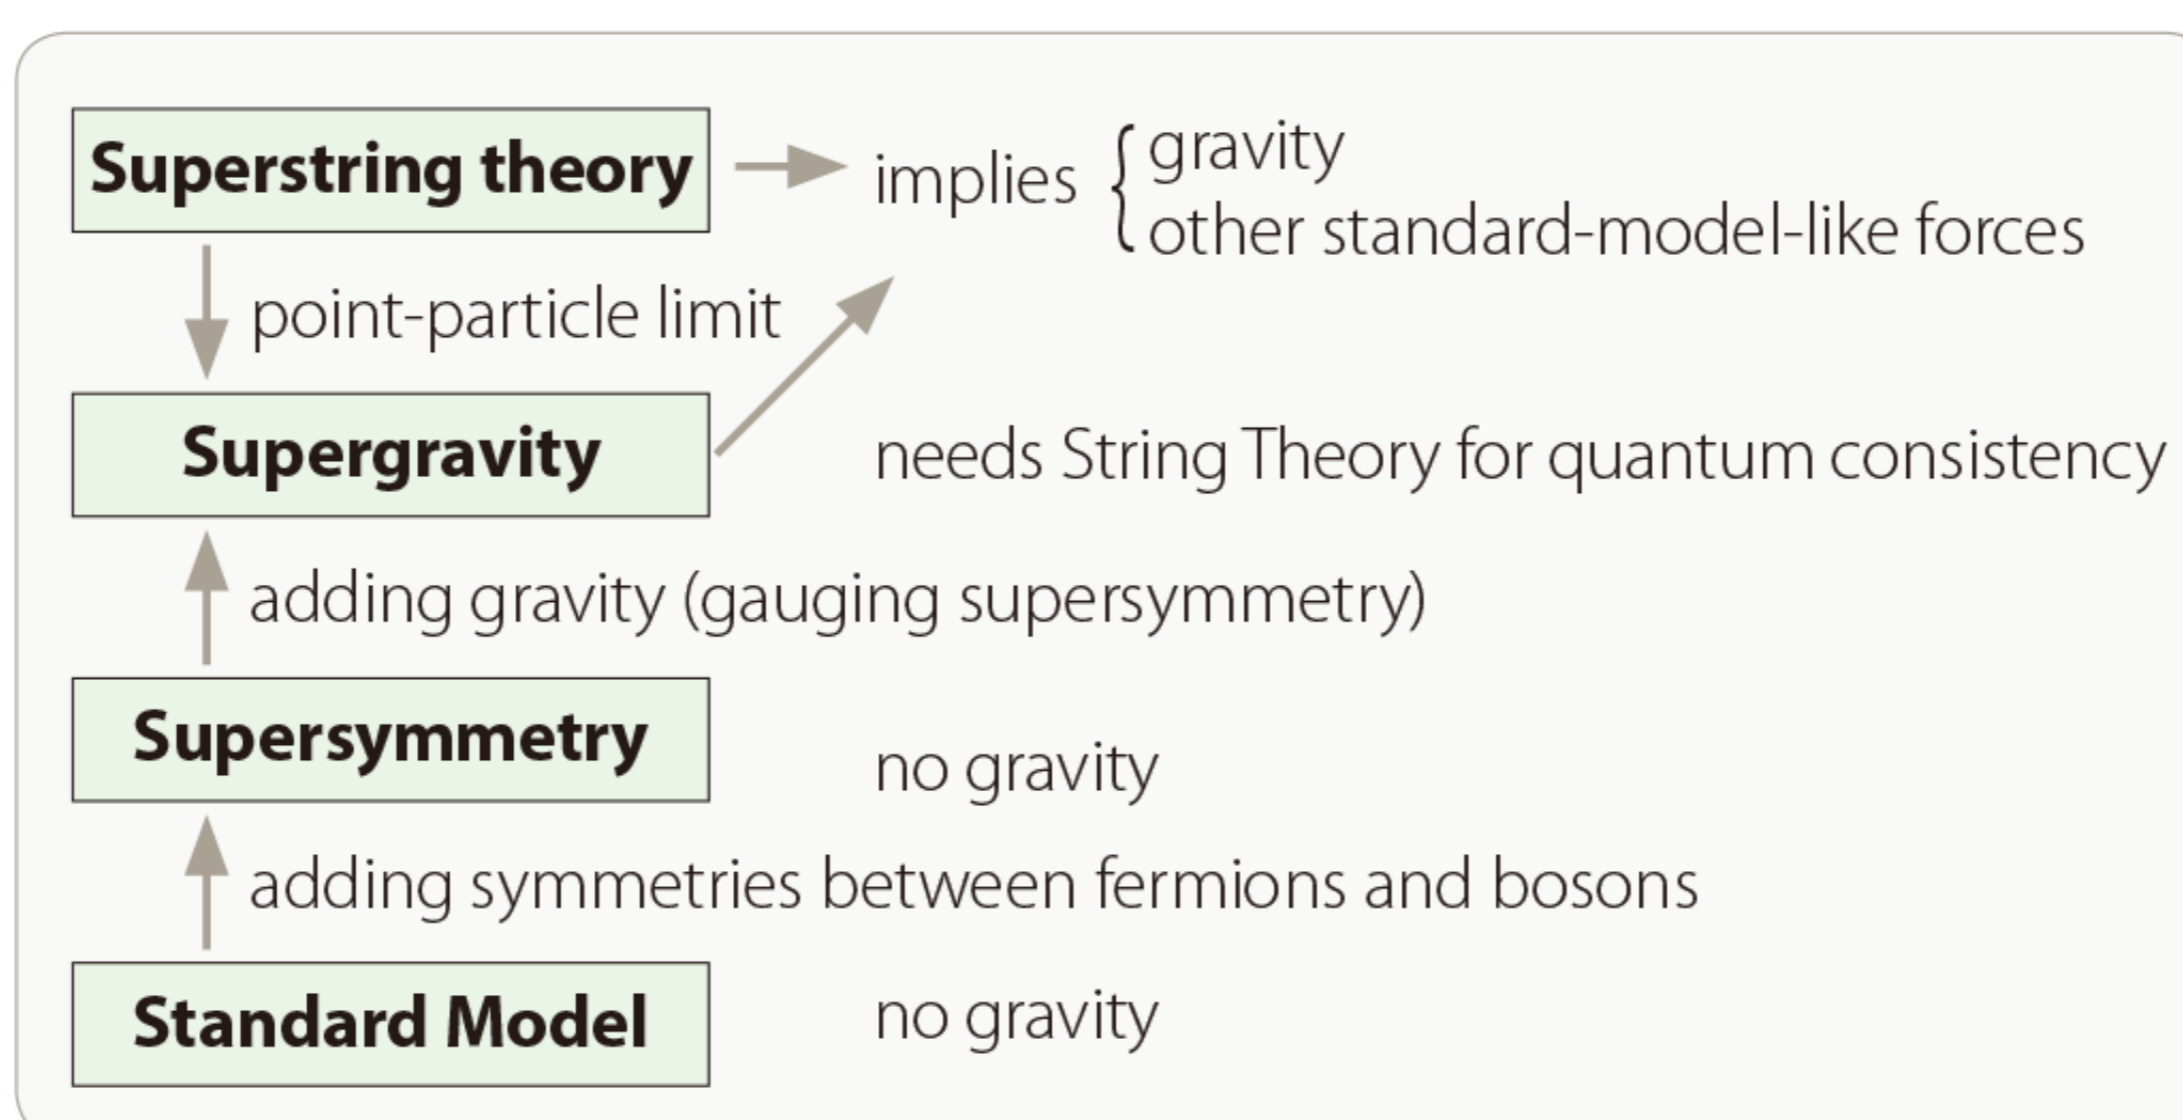 Superstring theory
implies { gravity
other standard-model-like forces
point-particle limit
Supergravity
needs String Theory for quantum consistency
adding gravity (gauging supersymmetry)
Supersymmetry
no gravity
adding symmetries between fermions and bosons
Standard Model
no gravity